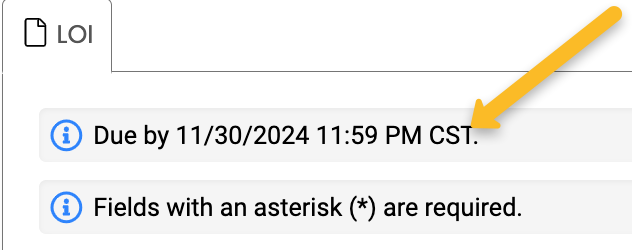 LOI
Due by 11/30/2024 11:59 PM CST.
Fields with an asterisk (*) are required.